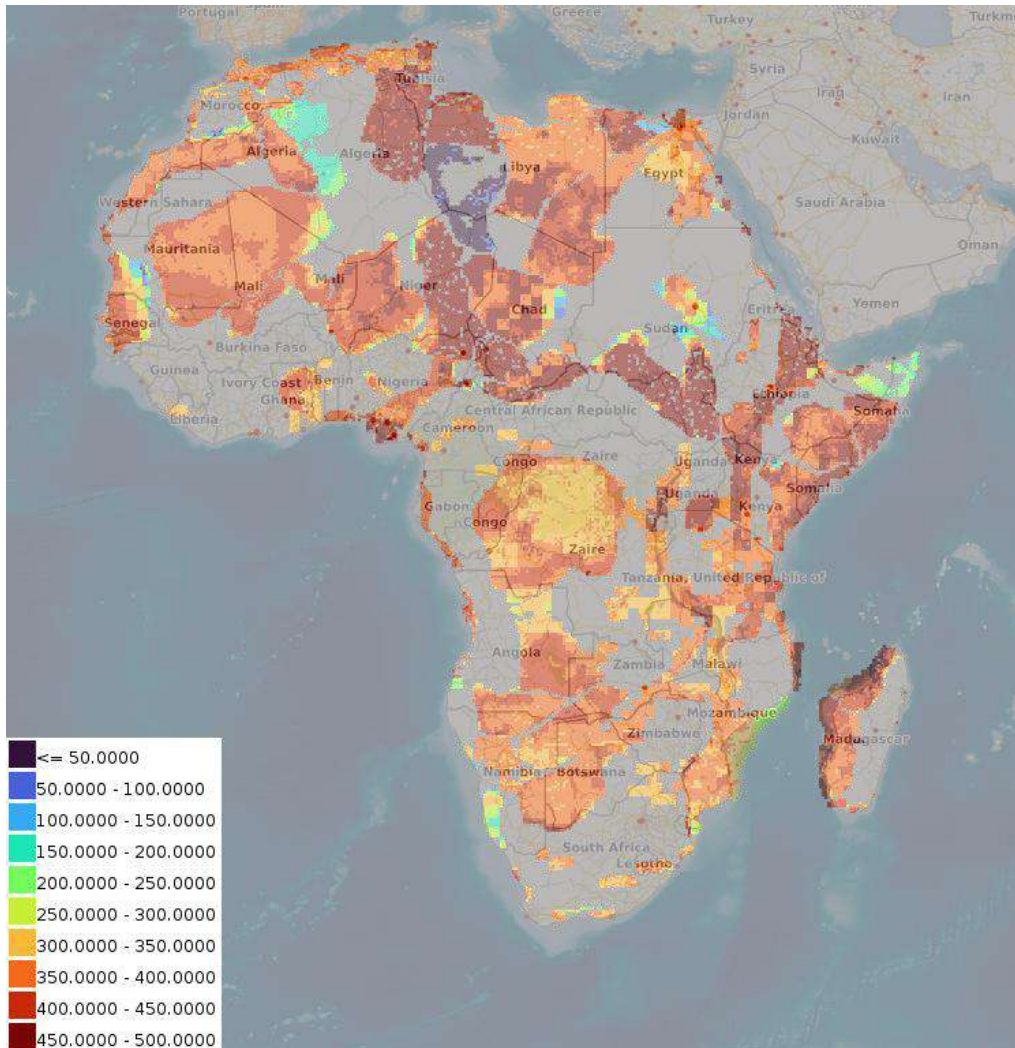 Portugal
Greece
Turkey
Turkm
Syria
Iraq
Iran
Tunisia
Morocco
Jordan
Kuwait
Algeria
Algeria
Libya
Egypt
Western Sahara
Saudi Arabia
Oman
Mauritania
Mali
Mali
Niger
Chad
Eritrea
Yemen
Senegal
Sudan
Burkina Faso
Guinea
Ivory Coast
Benin
Nigeria
Ghana
Ethiopia
Somalia
Liberia
Central African Republic
Cameroon
Congo
Zaire
Uganda
Kenya
Somalia
Uganda
Gabon
Congo
Kenya
Zaire
Tanzania, United Republic of
Angola
Zambia
Malawi
Mozambique
Zimbabwe
Madagascar
Namibia
Botswana
South Africa
Lesotho
<= 50.0000
50.0000 - 100.0000
100.0000 - 150.0000
150.0000 - 200.0000
200.0000 - 250.0000
250.0000 - 300.0000
300.0000 - 350.0000
350.0000 - 400.0000
400.0000 - 450.0000
450.0000 - 500.0000